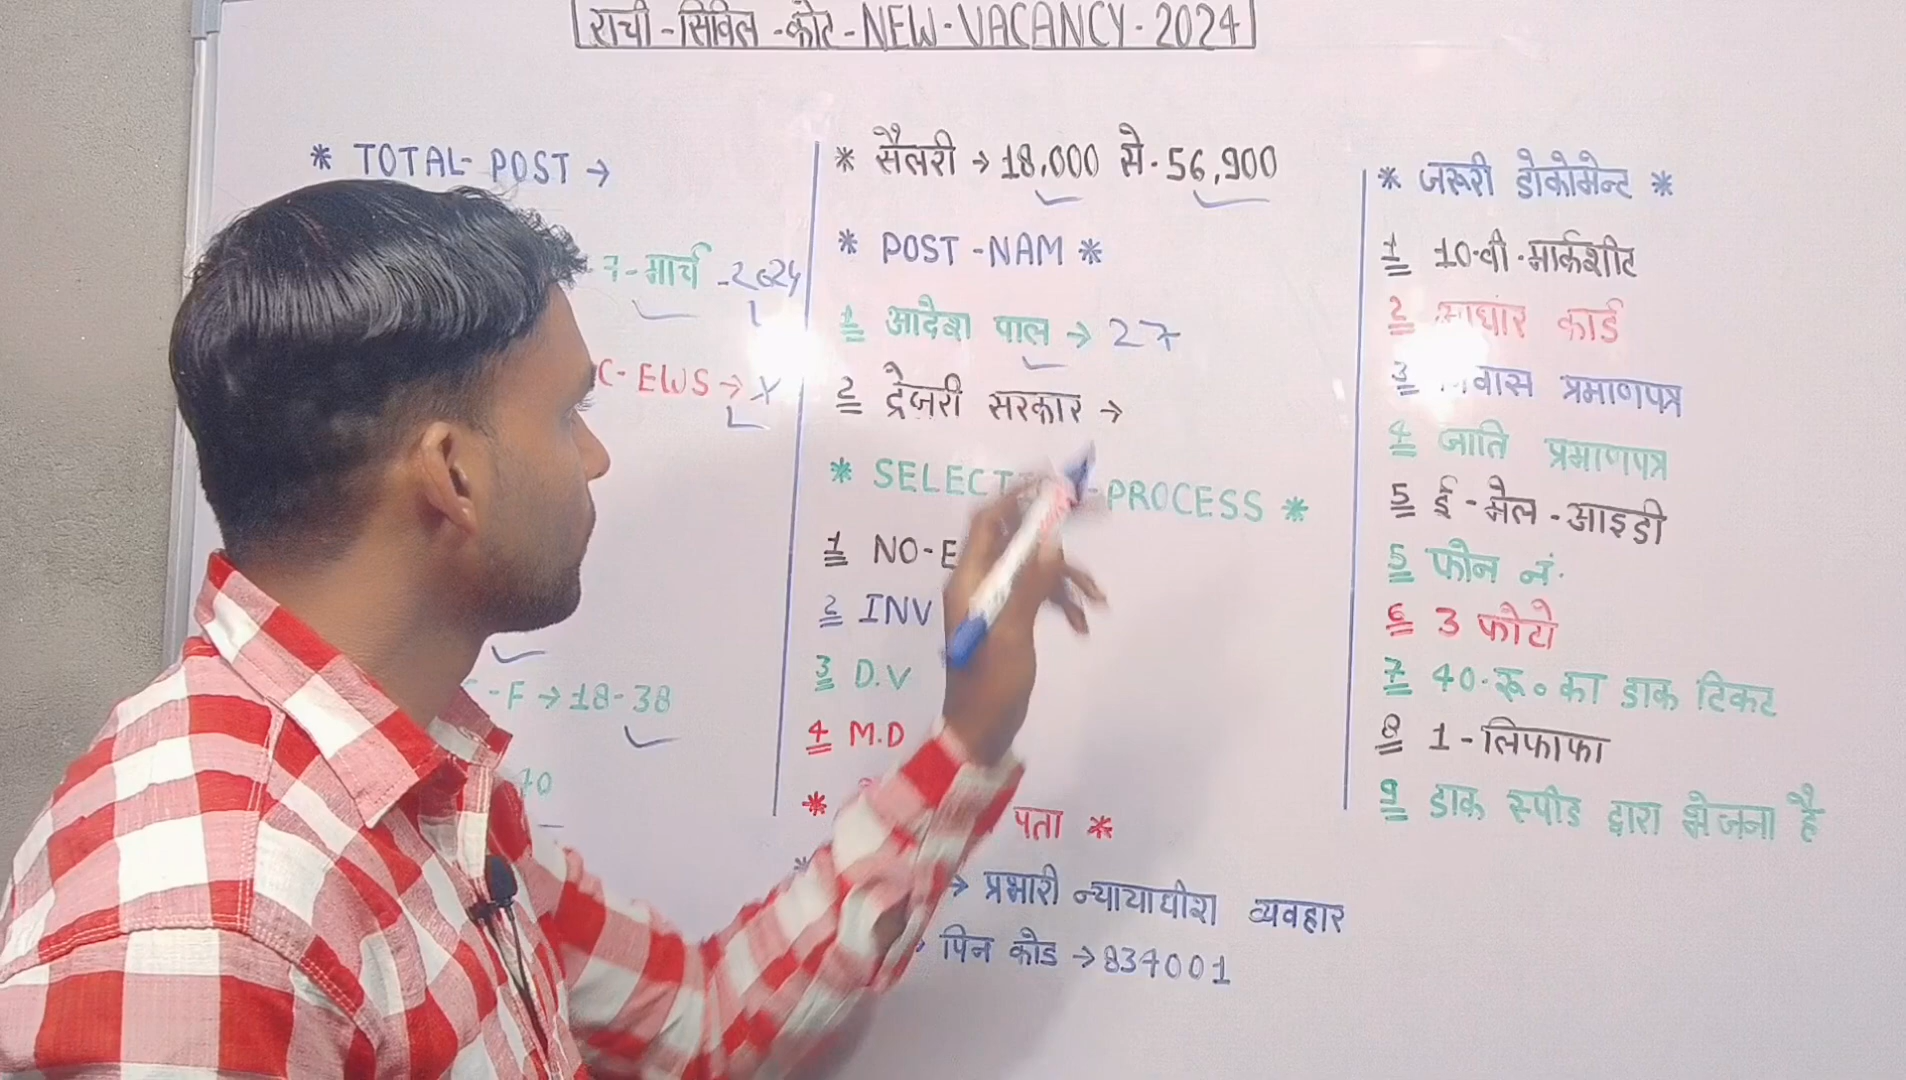 रांची-सिविल-कोट-NEW-VACANCY-2024
* TOTAL-POST →
7-मार्च-2024
C-EWS → X
-F → 18-38
* सैलरी → 18,000 से-56,900
* POST-NAM *
1 आदेश पाल → 27
2 ट्रेजरी सरकार →
* SELECT PROCESS *
1 NO-E
2 INV
3 D.V
4 M.D
* पता *
→ प्रभारी न्यायाधीश व्यवहार
पिन कोड → 834001
* जरूरी डोकोमेन्ट *
1 10-वी-मार्कशीट
2 आधार कार्ड
3 वास प्रमाणपत्र
4 जाति प्रमाणपत्र
5 ई-मेल-आइडी
5 फोन नं.
6 3 फोटो
7 40-रू० का डाक टिकट
8 1-लिफाफा
9 डाक स्पीड द्वारा भेजना है